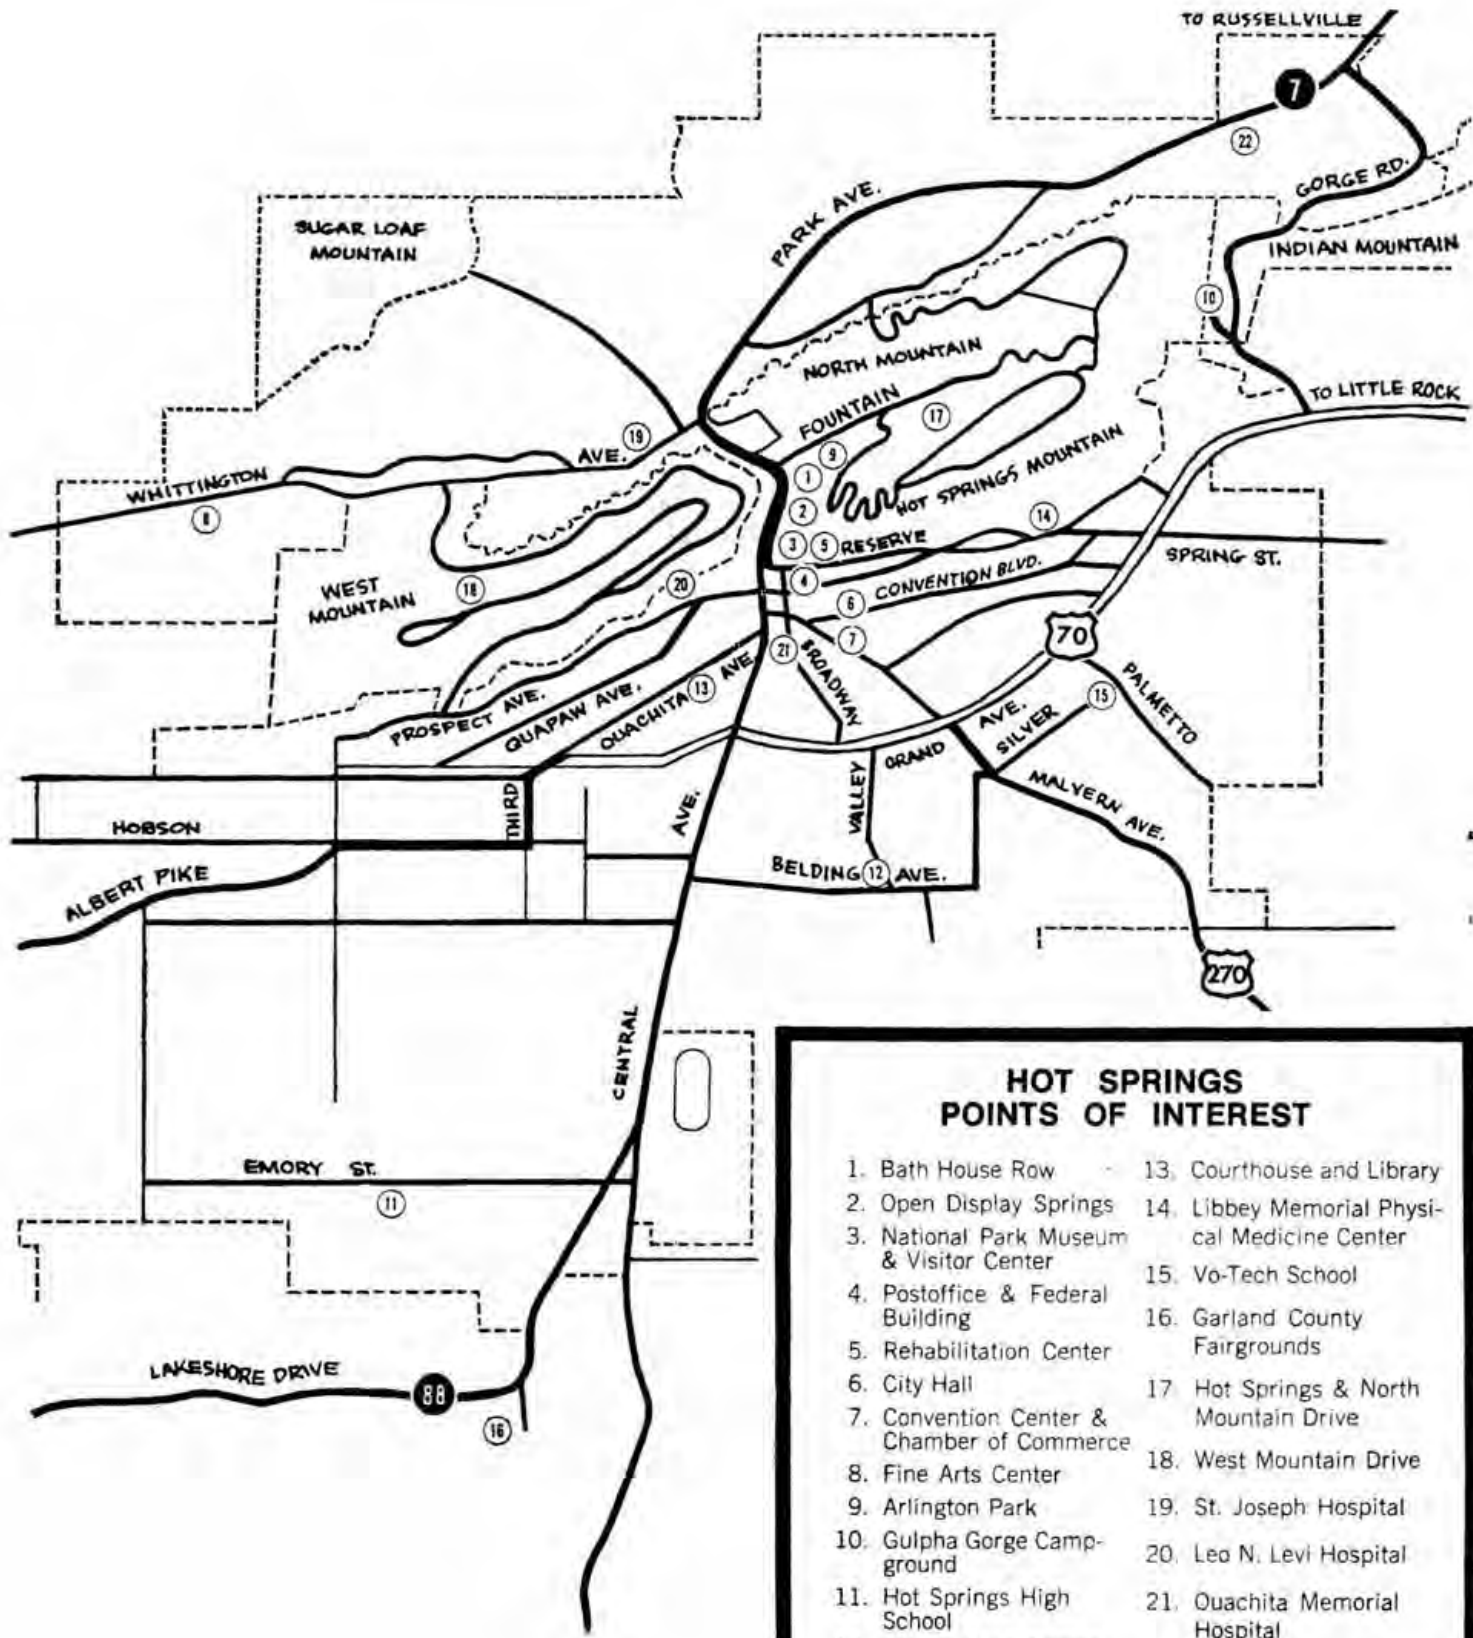 TO RUSSELLVILLE
7
22
GORGE RD.
PARK AVE.
SUGAR LOAF
MOUNTAIN
INDIAN MOUNTAIN
10
NORTH MOUNTAIN
TO LITTLE ROCK
FOUNTAIN
17
19
AVE.
9
WHITTINGTON
1
HOT SPRINGS MOUNTAIN
8
2
14
3
5
RESERVE
SPRING ST.
WEST
MOUNTAIN
18
20
4
CONVENTION BLVD.
6
7
70
21
BROADWAY
13
15
PALMETTO
PROSPECT AVE.
QUAPAW AVE.
OUACHITA AVE.
GRAND AVE.
SILVER
MALVERN AVE.
THIRD
VALLEY
HOBSON
ALBERT PIKE
BELDING AVE.
12
270
CENTRAL AVE.
EMORY ST.
11
LAKESHORE DRIVE
88
16
HOT SPRINGS
POINTS OF INTEREST
1. Bath House Row
2. Open Display Springs
3. National Park Museum
& Visitor Center
4. Postoffice & Federal
Building
5. Rehabilitation Center
6. City Hall
7. Convention Center &
Chamber of Commerce
8. Fine Arts Center
9. Arlington Park
10. Gulpha Gorge Camp-
ground
11. Hot Springs High
School
13. Courthouse and Library
14. Libbey Memorial Physi-
cal Medicine Center
15. Vo-Tech School
16. Garland County
Fairgrounds
17. Hot Springs & North
Mountain Drive
18. West Mountain Drive
19. St. Joseph Hospital
20. Leo N. Levi Hospital
21. Ouachita Memorial
Hospital